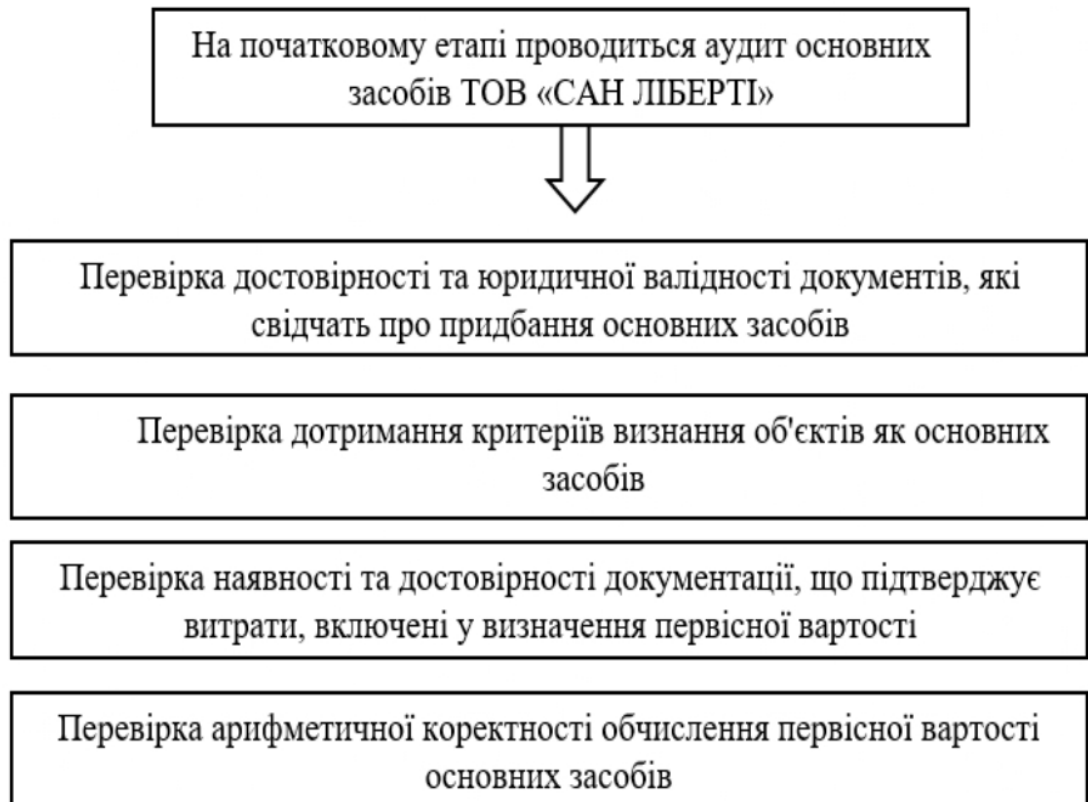 На початковому етапі проводиться аудит основних
засобів ТОВ «САН ЛІБЕРТІ»
Перевірка достовірності та юридичної валідності документів, які
свідчать про придбання основних засобів
Перевірка дотримання критеріїв визнання об'єктів як основних
засобів
Перевірка наявності та достовірності документації, що підтверджує
витрати, включені у визначення первісної вартості
Перевірка арифметичної коректності обчислення первісної вартості
основних засобів